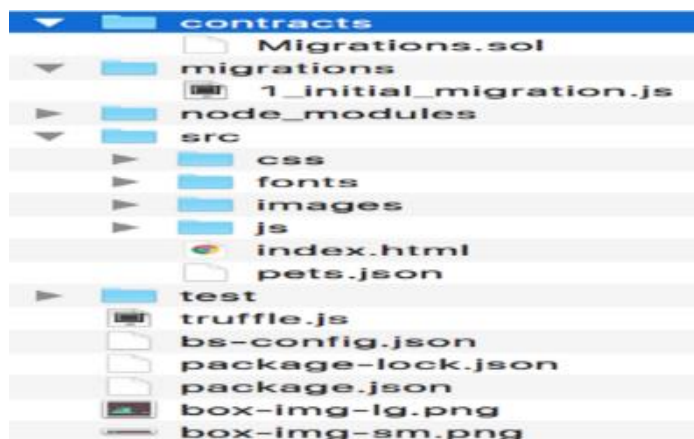 contracts
Migrations.sol
migrations
1_initial_migration.js
node_modules
src
css
fonts
images
js
index.html
pets.json
test
truffle.js
bs-config.json
package-lock.json
package.json
box-img-lg.png
box-img-sm.png